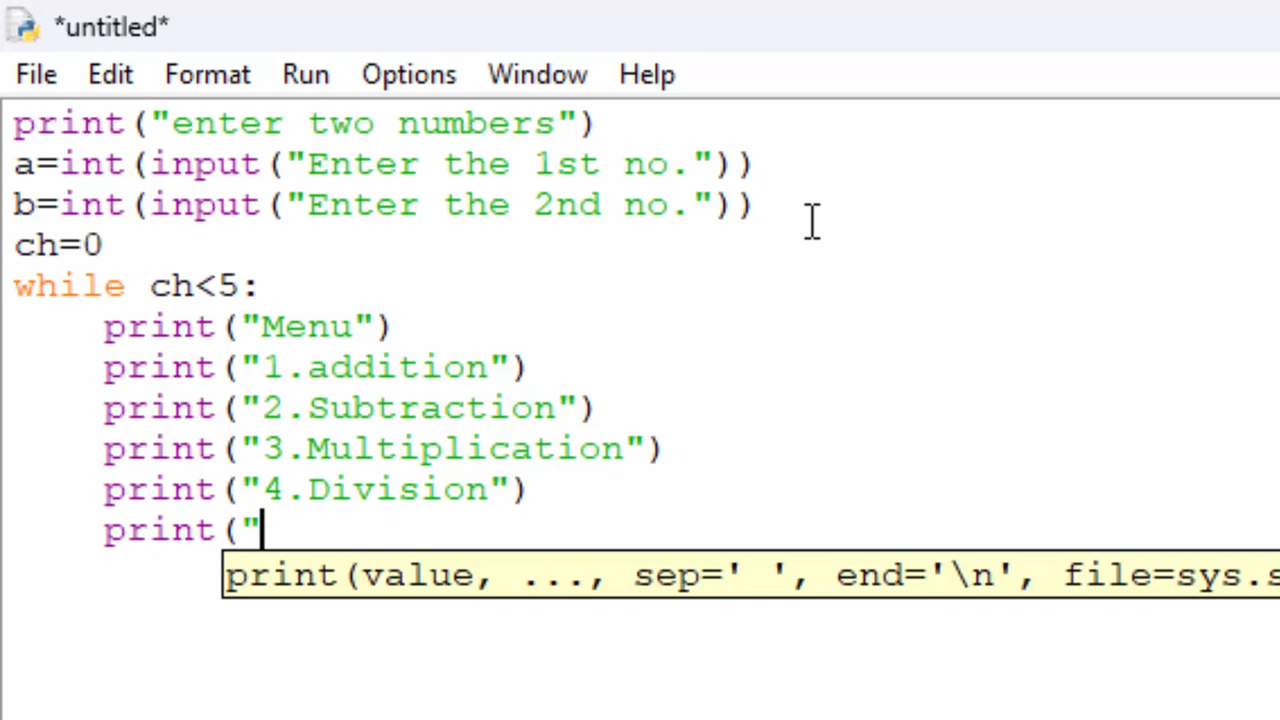 *untitled*
File Edit Format Run Options Window Help
print("enter two numbers")
a=int(input("Enter the 1st no."))
b=int(input("Enter the 2nd no."))
ch=0
while ch<5:
    print("Menu")
    print("1.addition")
    print("2.Subtraction")
    print("3.Multiplication")
    print("4.Division")
    print("
print(value, ..., sep=' ', end='\n', file=sys.s